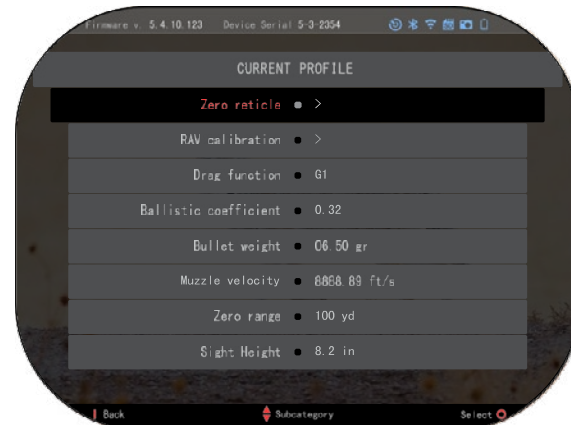 Firmware v. 5.4.10.123 Device Serial 5-3-2354
CURRENT PROFILE
Zero reticle >
RAV calibration >
Drag function G1
Ballistic coefficient 0.32
Bullet weight 06.50 gr
Muzzle velocity 8888.89 ft/s
Zero range 100 yd
Sight Height 8.2 in
Back Subcategory Select